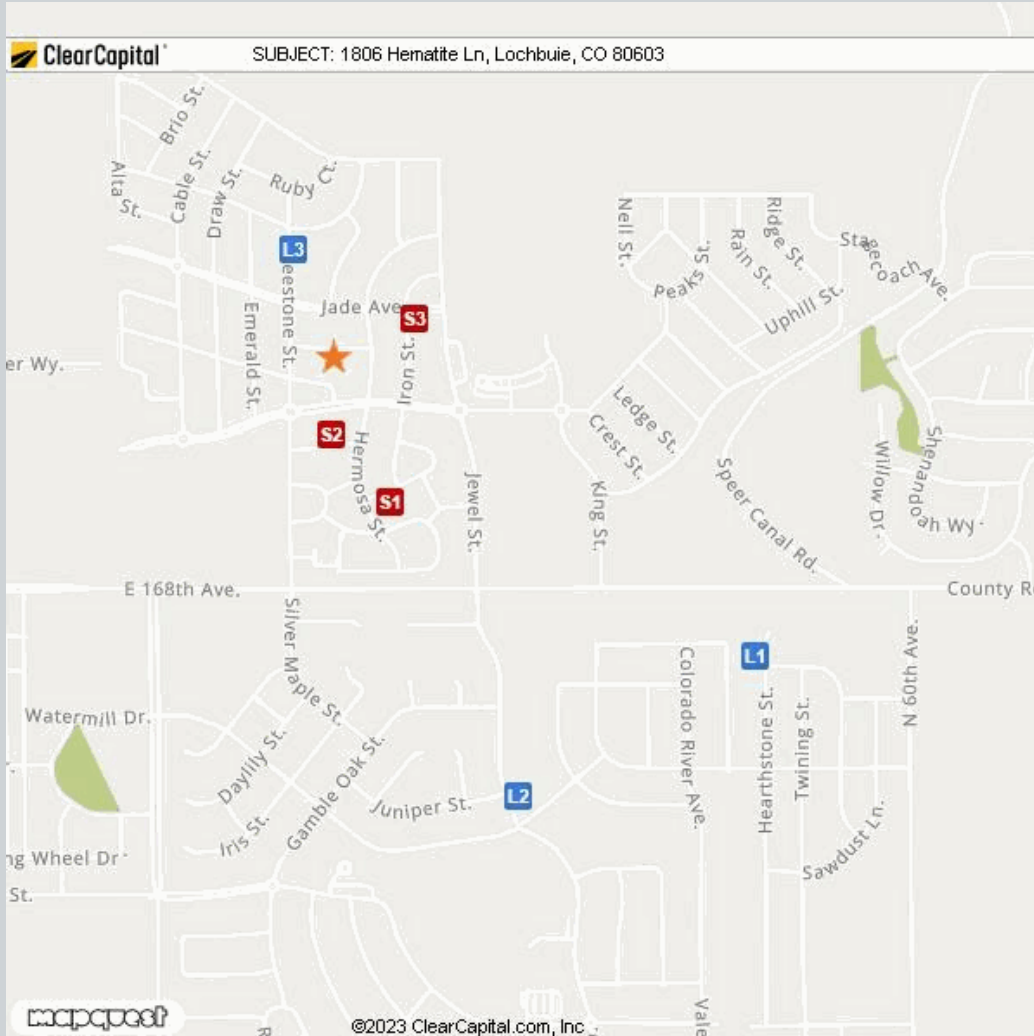 ClearCapital
SUBJECT: 1806 Hematite Ln, Lochbuie, CO 80603
Brio St.
Alta St.
Cable St.
Draw St.
Ruby Ct.
L3
eestone St.
Emerald St.
Jade Ave
S3
Iron St.
er Wy.
S2
Hermosa St.
S1
Jewel St.
Nell St.
Peaks St.
Rain St.
Ridge St.
Stagecoach Ave.
Uphill St.
Ledge St.
Crest St.
King St.
Speer Canal Rd.
Willow Dr.
Shenandoah Wy.
E 168th Ave.
County R
Silver Maple St.
Watermill Dr.
Daylily St.
Iris St.
Gamble Oak St.
Juniper St.
L2
L1
Colorado River Ave.
Hearthstone St.
Twining St.
N 60th Ave.
Sawdust Ln.
ng Wheel Dr.
St.
Vale
mapquest
©2023 ClearCapital.com, Inc